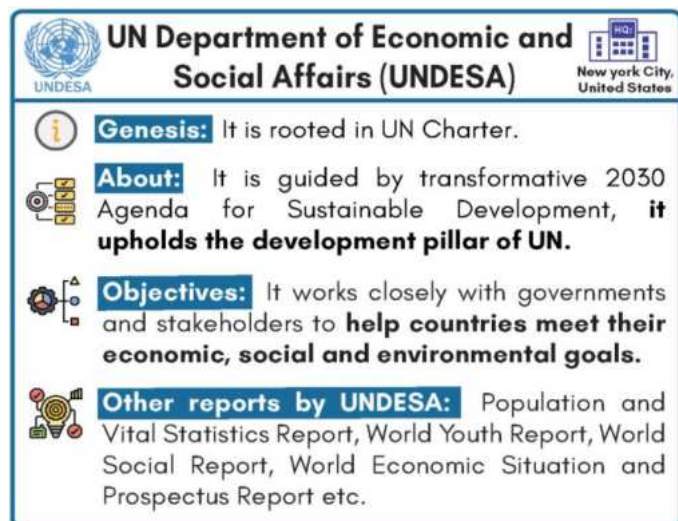 UN Department of Economic and
Social Affairs (UNDESA)
UNDESA
HQ:
New york City,
United States
Genesis: It is rooted in UN Charter.
About: It is guided by transformative 2030
Agenda for Sustainable Development, it
upholds the development pillar of UN.
Objectives: It works closely with governments
and stakeholders to help countries meet their
economic, social and environmental goals.
Other reports by UNDESA: Population and
Vital Statistics Report, World Youth Report, World
Social Report, World Economic Situation and
Prospectus Report etc.